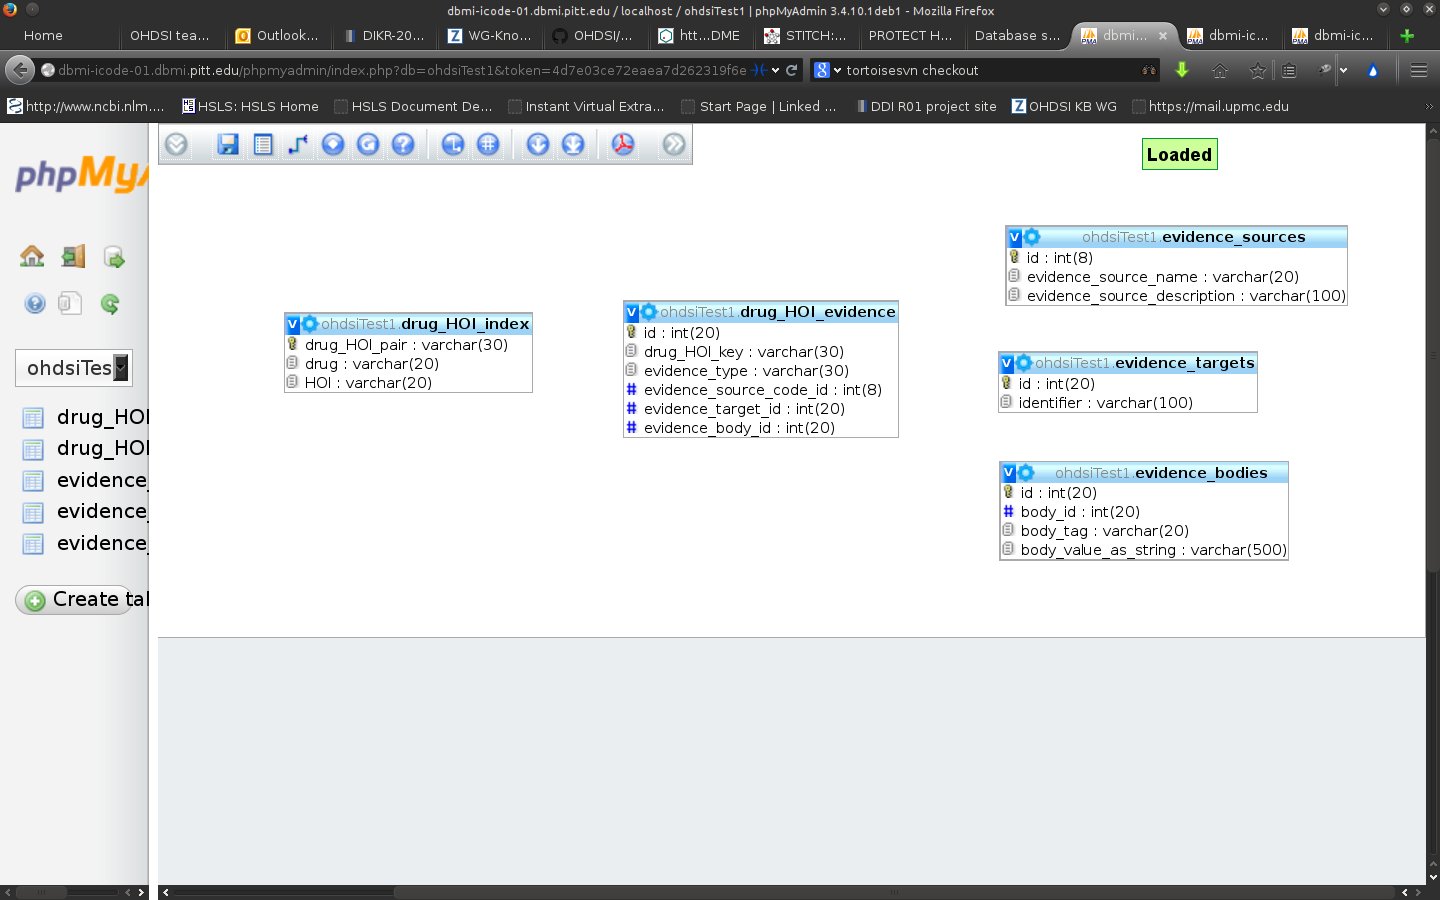 dbmi-icode-01.dbmi.pitt.edu / localhost / ohdsiTest1 | phpMyAdmin 3.4.10.1deb1 - Mozilla Firefox
Home OHDSI tea... Outlook... DIKR-20... WG-Kno... OHDSI/... htt...DME STITCH:... PROTECT H... Database s... dbmi... dbmi-ic... dbmi-ic...
dbmi-icode-01.dbmi.pitt.edu/phpmyadmin/index.php?db=ohdsiTest1&token=4d7e03ce72eaea7d262319f6e tortoisesvn checkout
http://www.ncbi.nlm.... HSLS: HSLS Home HSLS Document De... Instant Virtual Extra... Start Page | Linked ... DDI R01 project site OHDSI KB WG https://mail.upmc.edu
phpMyA
Loaded
ohdsiTes
drug_HOI
drug_HOI
evidence_
evidence_
evidence_
Create tal
ohdsiTest1.drug_HOI_index
drug_HOI_pair : varchar(30)
drug : varchar(20)
HOI : varchar(20)
ohdsiTest1.drug_HOI_evidence
id : int(20)
drug_HOI_key : varchar(30)
evidence_type : varchar(30)
evidence_source_code_id : int(8)
evidence_target_id : int(20)
evidence_body_id : int(20)
ohdsiTest1.evidence_sources
id : int(8)
evidence_source_name : varchar(20)
evidence_source_description : varchar(100)
ohdsiTest1.evidence_targets
id : int(20)
identifier : varchar(100)
ohdsiTest1.evidence_bodies
id : int(20)
body_id : int(20)
body_tag : varchar(20)
body_value_as_string : varchar(500)